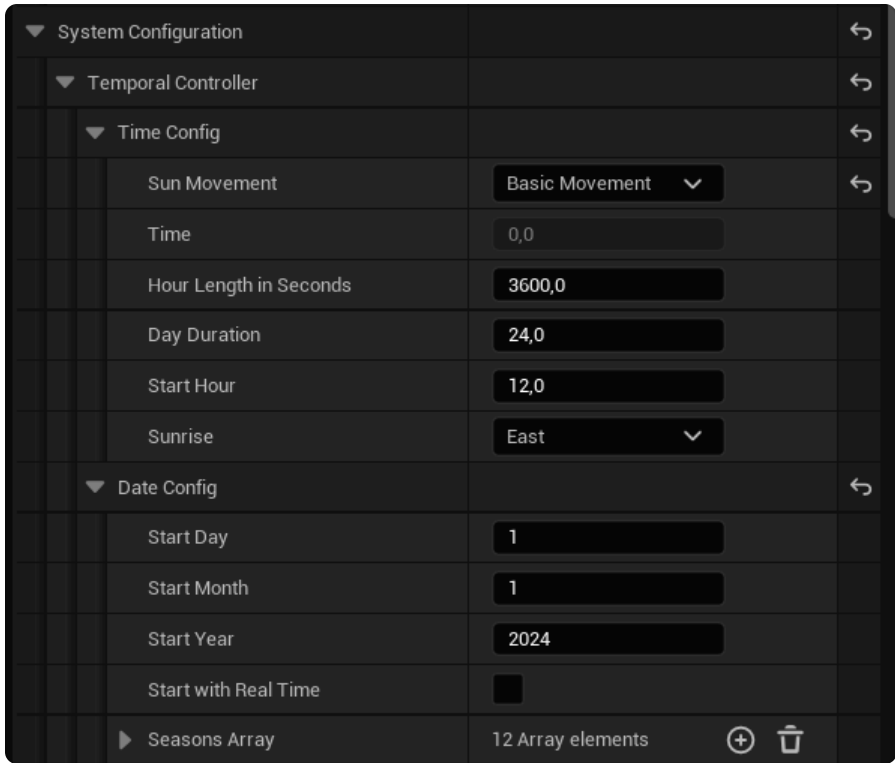 System Configuration
Temporal Controller
Time Config
Sun Movement Basic Movement
Time 0,0
Hour Length in Seconds 3600,0
Day Duration 24,0
Start Hour 12,0
Sunrise East
Date Config
Start Day 1
Start Month 1
Start Year 2024
Start with Real Time
Seasons Array 12 Array elements